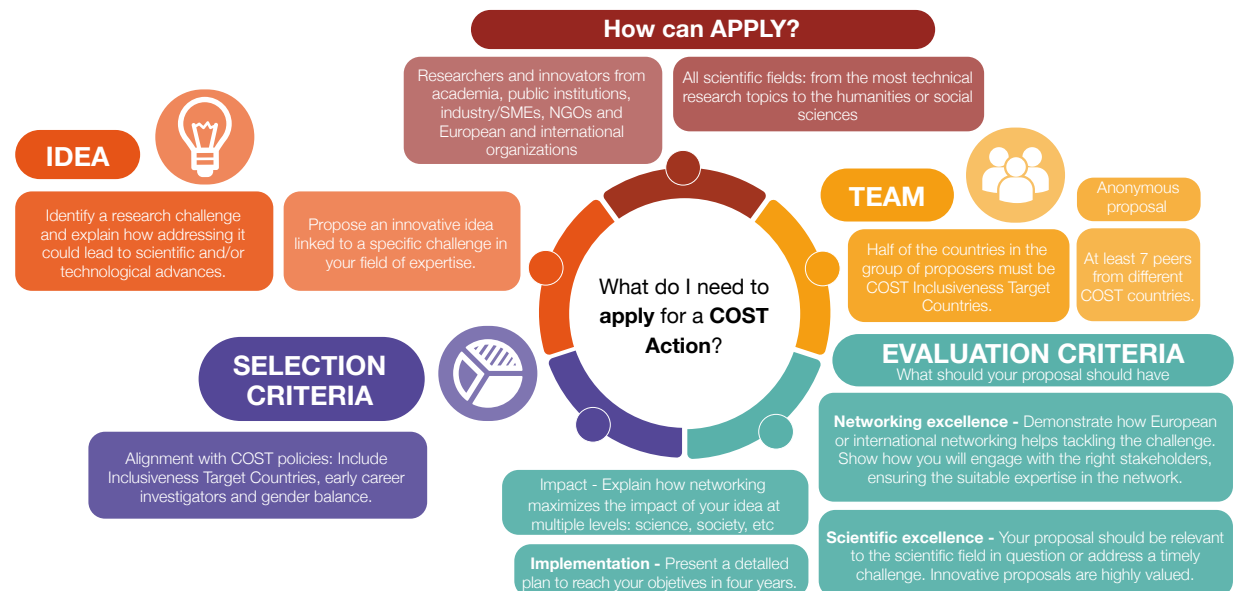 How can APPLY?
Researchers and innovators from
academia, public institutions,
industry/SMEs, NGOs and
European and international
organizations
All scientific fields: from the most technical
research topics to the humanities or social
sciences
IDEA
Identify a research challenge
and explain how addressing it
could lead to scientific and/or
technological advances.
Propose an innovative idea
linked to a specific challenge in
your field of expertise.
TEAM
Anonymous
proposal
Half of the countries in the
group of proposers must be
COST Inclusiveness Target
Countries.
At least 7 peers
from different
COST countries.
What do I need to
apply for a COST
Action?
SELECTION
CRITERIA
Alignment with COST policies: Include
Inclusiveness Target Countries, early career
investigators and gender balance.
EVALUATION CRITERIA
What should your proposal should have
Networking excellence - Demonstrate how European
or international networking helps tackling the challenge.
Show how you will engage with the right stakeholders,
ensuring the suitable expertise in the network.
Impact - Explain how networking
maximizes the impact of your idea at
multiple levels: science, society, etc
Scientific excellence - Your proposal should be relevant
to the scientific field in question or address a timely
challenge. Innovative proposals are highly valued.
Implementation - Present a detailed
plan to reach your objetives in four years.